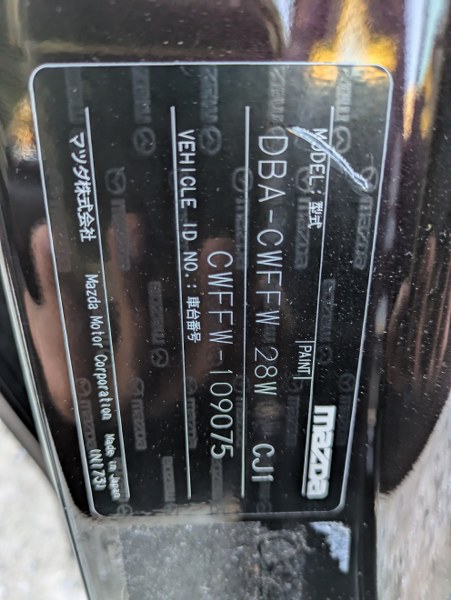 MODEL: 型式
|PAINT|
mazda
DBA-CWFFW 28W CJ1
VEHICLE ID NO.: 車台番号
CWFFW-109075
マツダ株式会社 Mazda Motor Corporation Made in Japan
(N173)